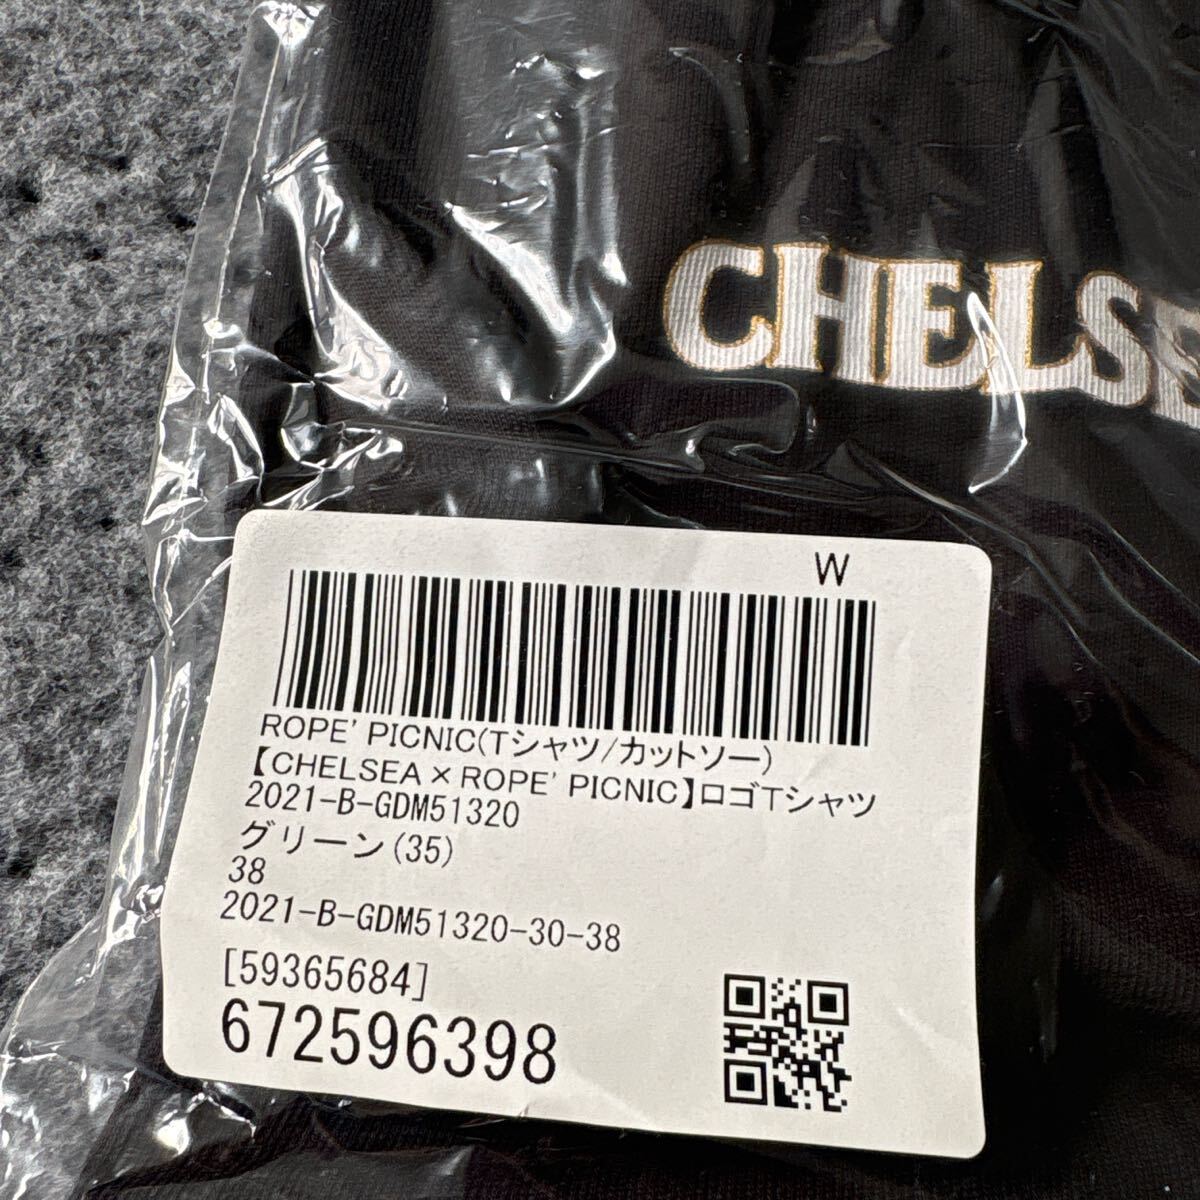 CHELSE
W
ROPE' PICNIC(Tシャツ/カットソー)
【CHELSEA×ROPE' PICNIC】ロゴTシャツ
2021-B-GDM51320
グリーン(35)
38
2021-B-GDM51320-30-38
[59365684]
672596398